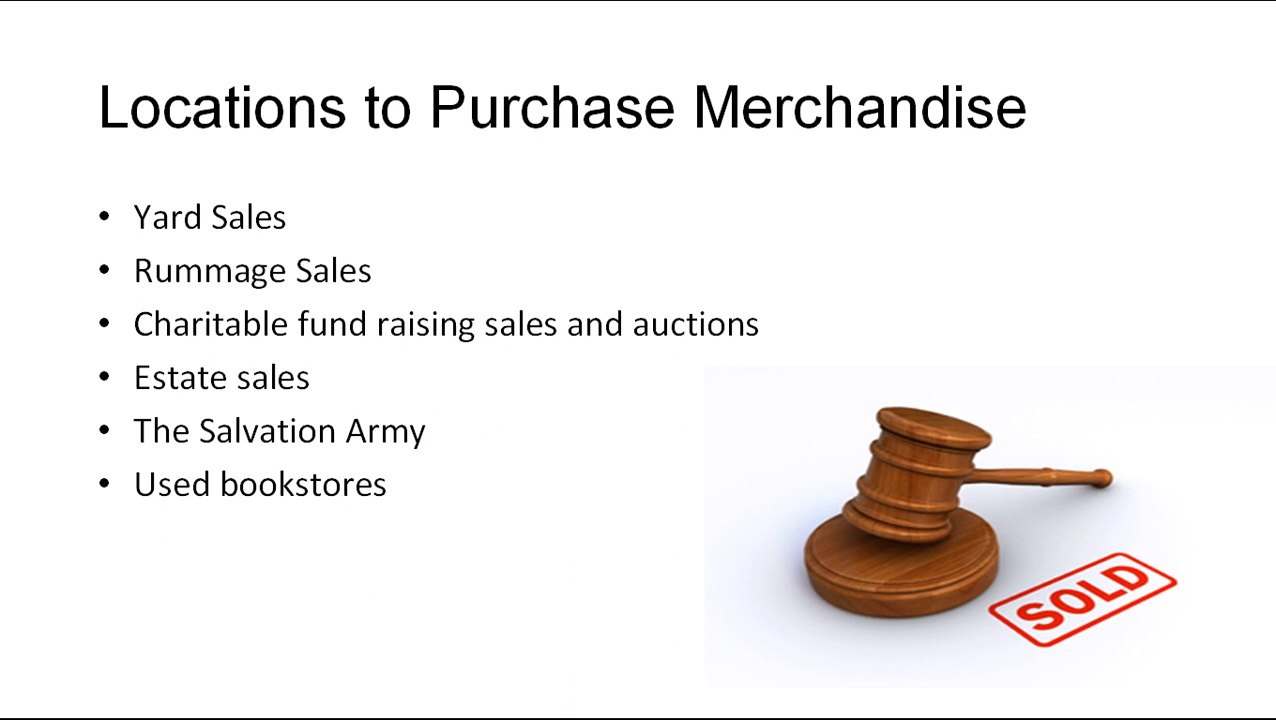 Locations to Purchase Merchandise
• Yard Sales
• Rummage Sales
• Charitable fund raising sales and auctions
• Estate sales
• The Salvation Army
• Used bookstores
SOLD